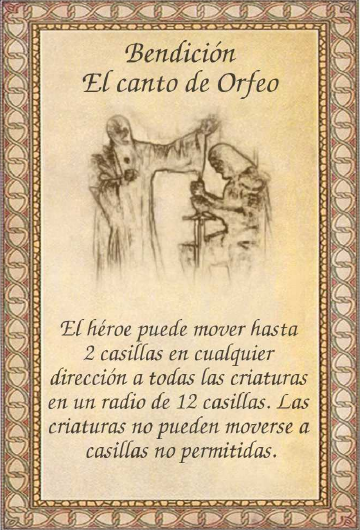 Bendición
El canto de Orfeo
El héroe puede mover hasta
2 casillas en cualquier
dirección a todas las criaturas
en un radio de 12 casillas. Las
criaturas no pueden moverse a
casillas no permitidas.